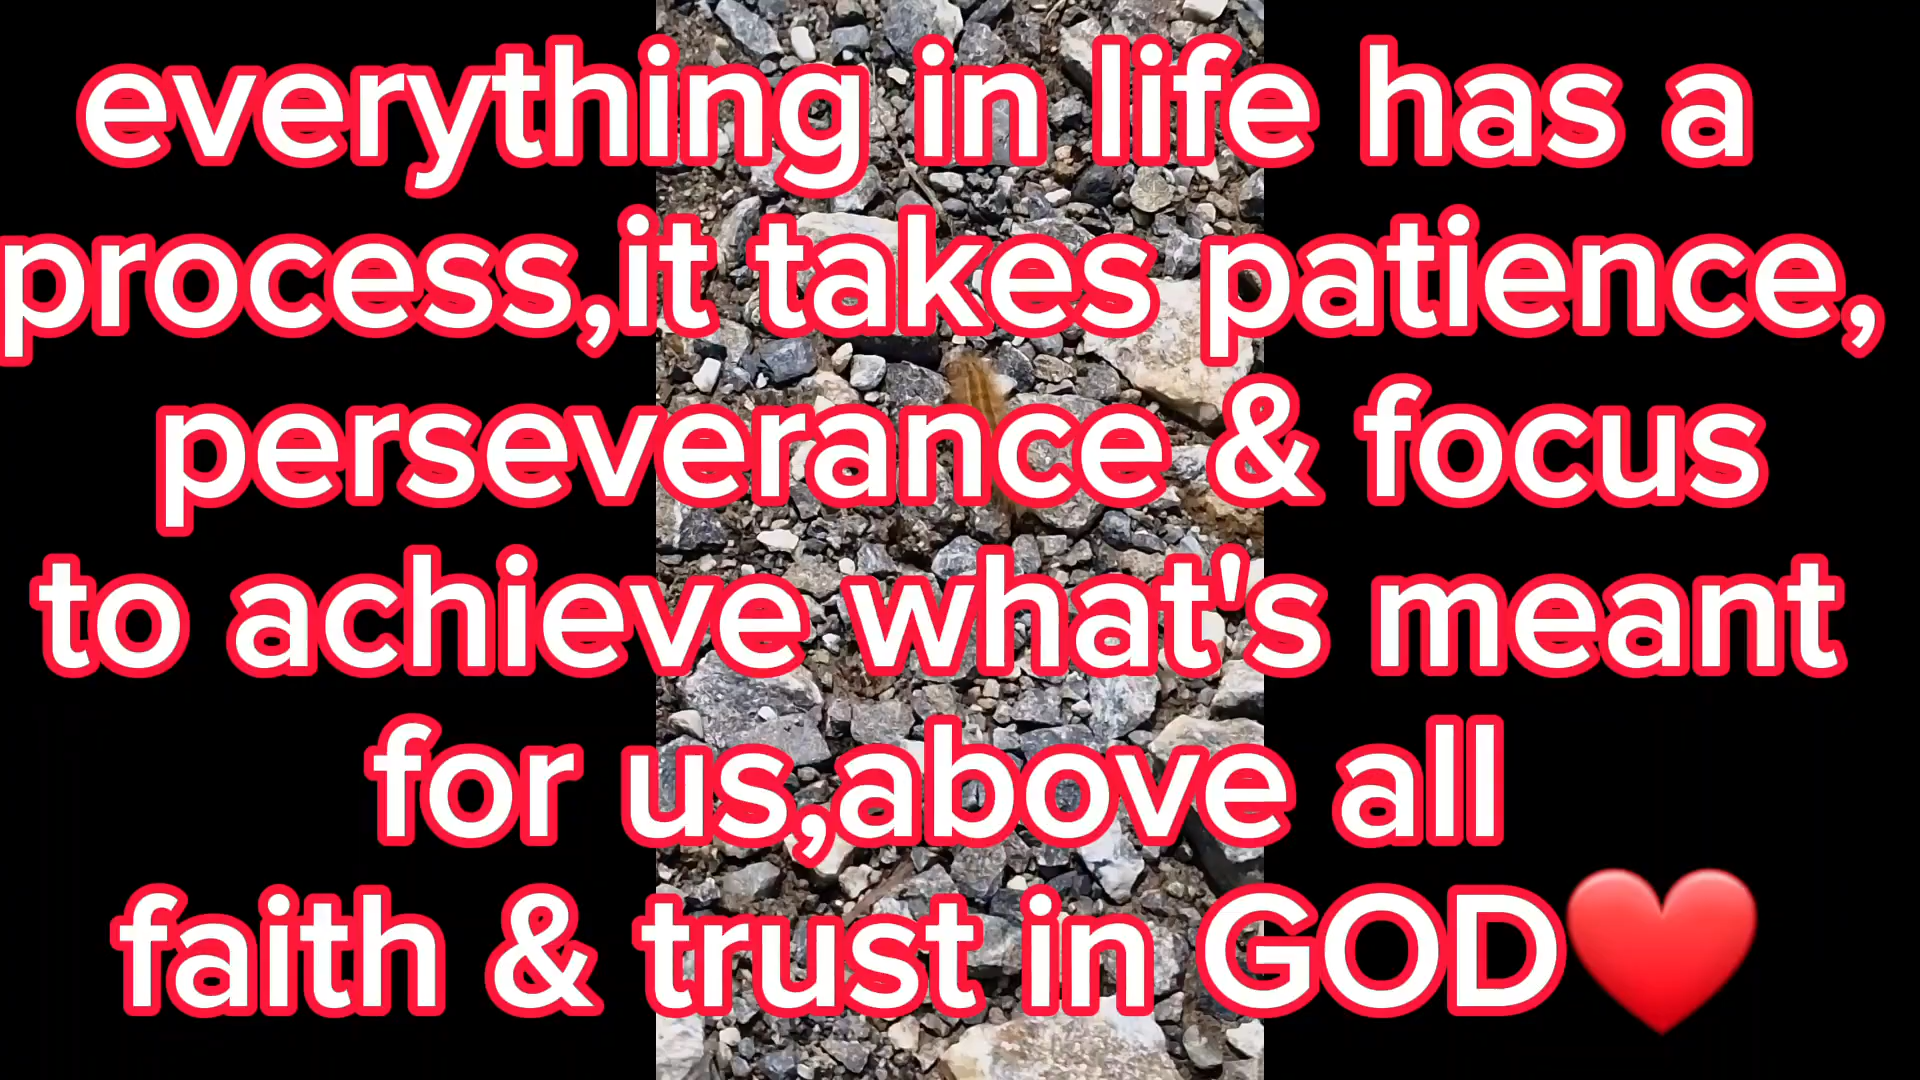 everything in life has a
process,it takes patience,
perseverance & focus
to achieve what's meant
for us,above all
faith & trust in GOD❤️